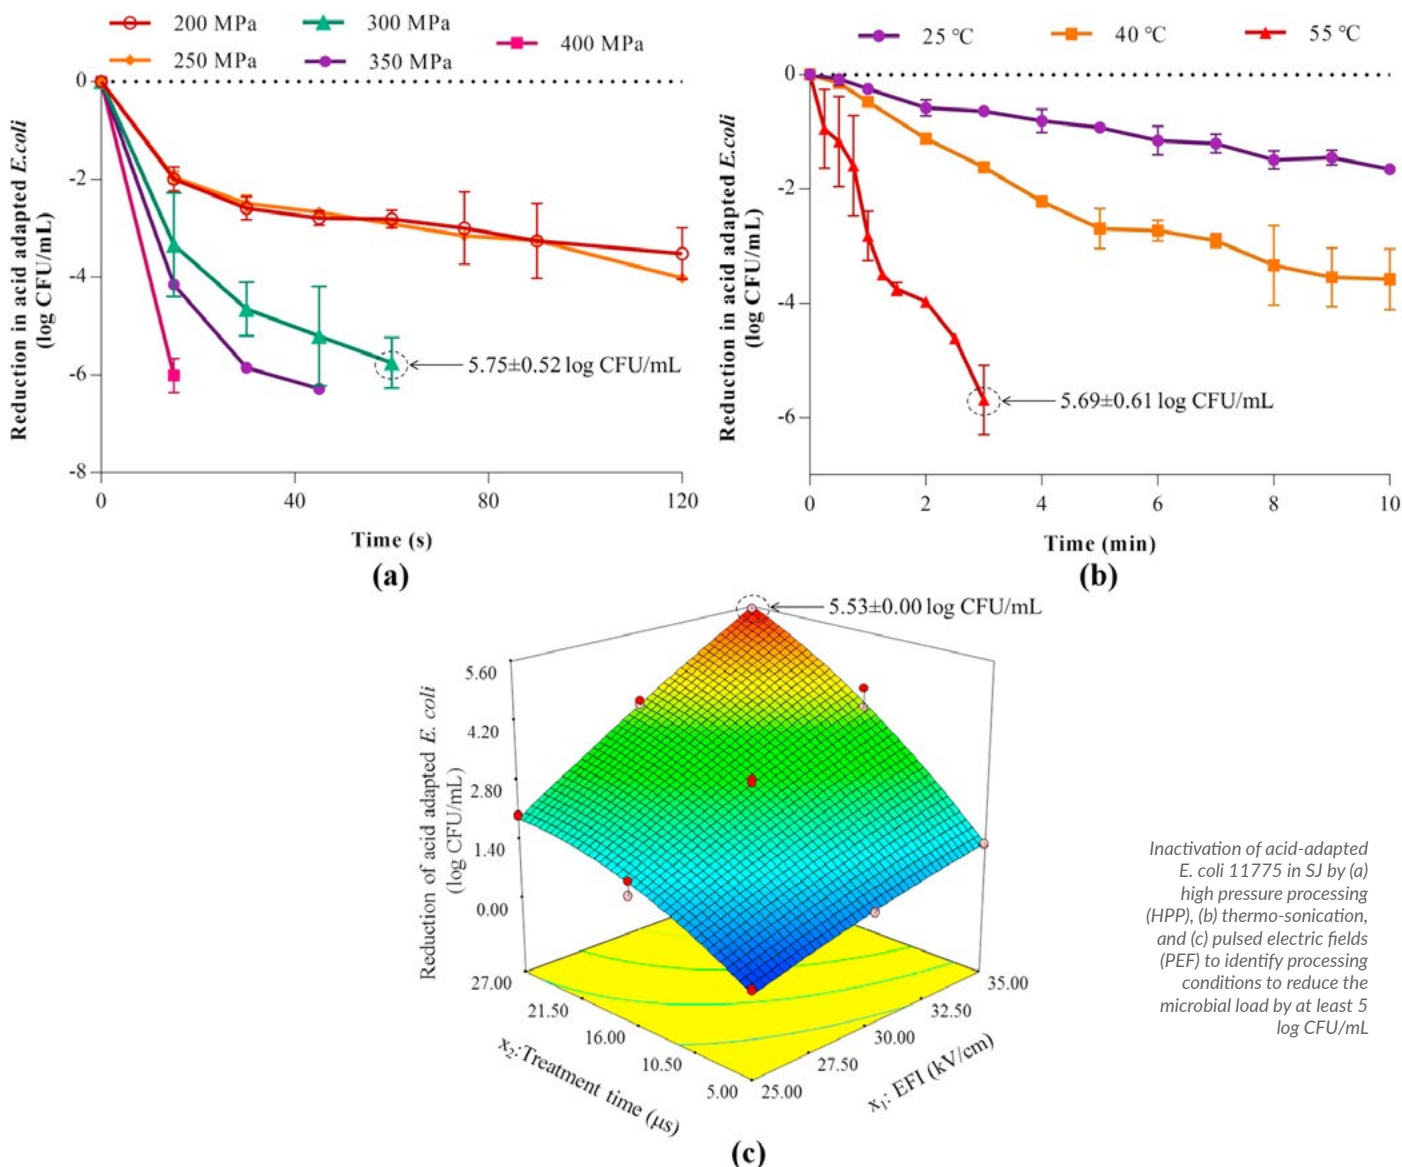 200 MPa
300 MPa
400 MPa
250 MPa
350 MPa
Reduction in acid adapted E.coli
(log CFU/mL)
0
-2
-4
-6
-8
5.75±0.52 log CFU/mL
0
40
80
120
Time (s)
(a)
25 °C
40 °C
55 °C
Reduction in acid adapted E.coli
(log CFU/mL)
0
-2
-4
-6
5.69±0.61 log CFU/mL
0
2
4
6
8
10
Time (min)
(b)
5.53±0.00 log CFU/mL
Reduction of acid adapted E. coli
(log CFU/mL)
5.60
4.20
2.80
1.40
0.00
27.00
21.50
16.00
10.50
5.00
x2:Treatment time (μs)
35.00
32.50
30.00
27.50
25.00
x1: EFI (kV/cm)
(c)
Inactivation of acid-adapted
E. coli 11775 in SJ by (a)
high pressure processing
(HPP), (b) thermo-sonication,
and (c) pulsed electric fields
(PEF) to identify processing
conditions to reduce the
microbial load by at least 5
log CFU/mL